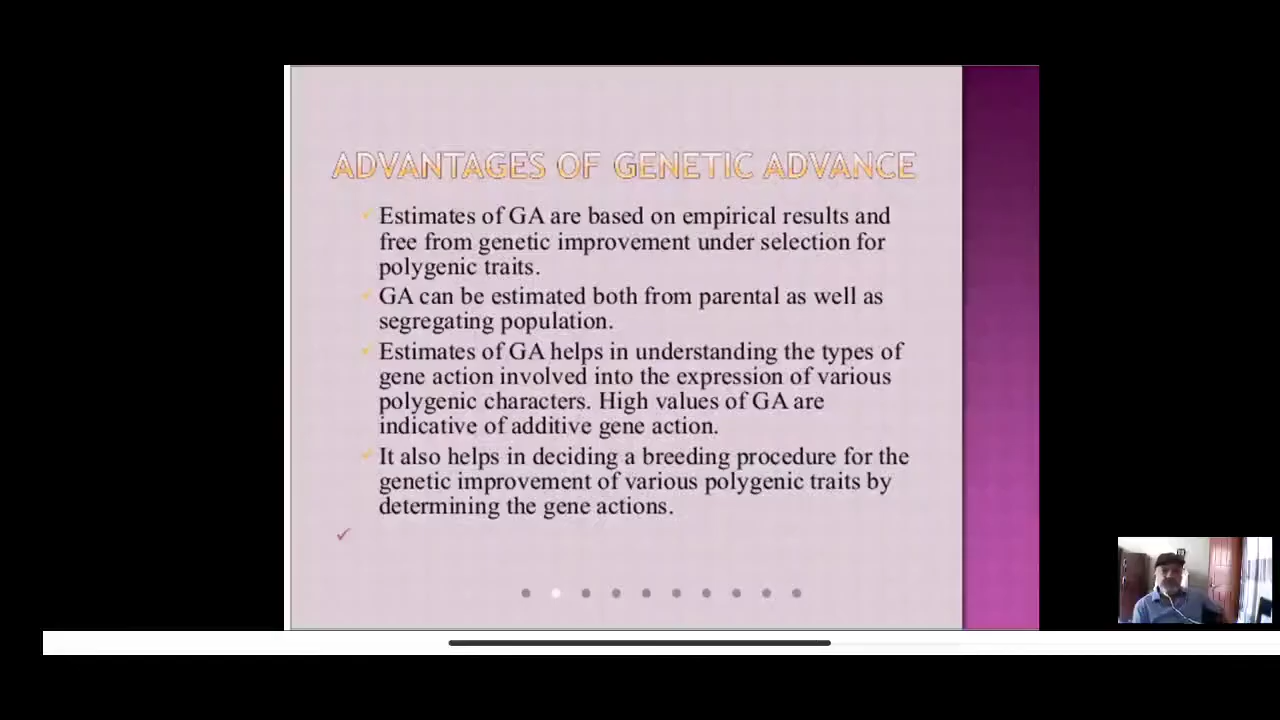 ADVANTAGES OF GENETIC ADVANCE
Estimates of GA are based on empirical results and
free from genetic improvement under selection for
polygenic traits.
GA can be estimated both from parental as well as
segregating population.
Estimates of GA helps in understanding the types of
gene action involved into the expression of various
polygenic characters. High values of GA are
indicative of additive gene action.
It also helps in deciding a breeding procedure for the
genetic improvement of various polygenic traits by
determining the gene actions.